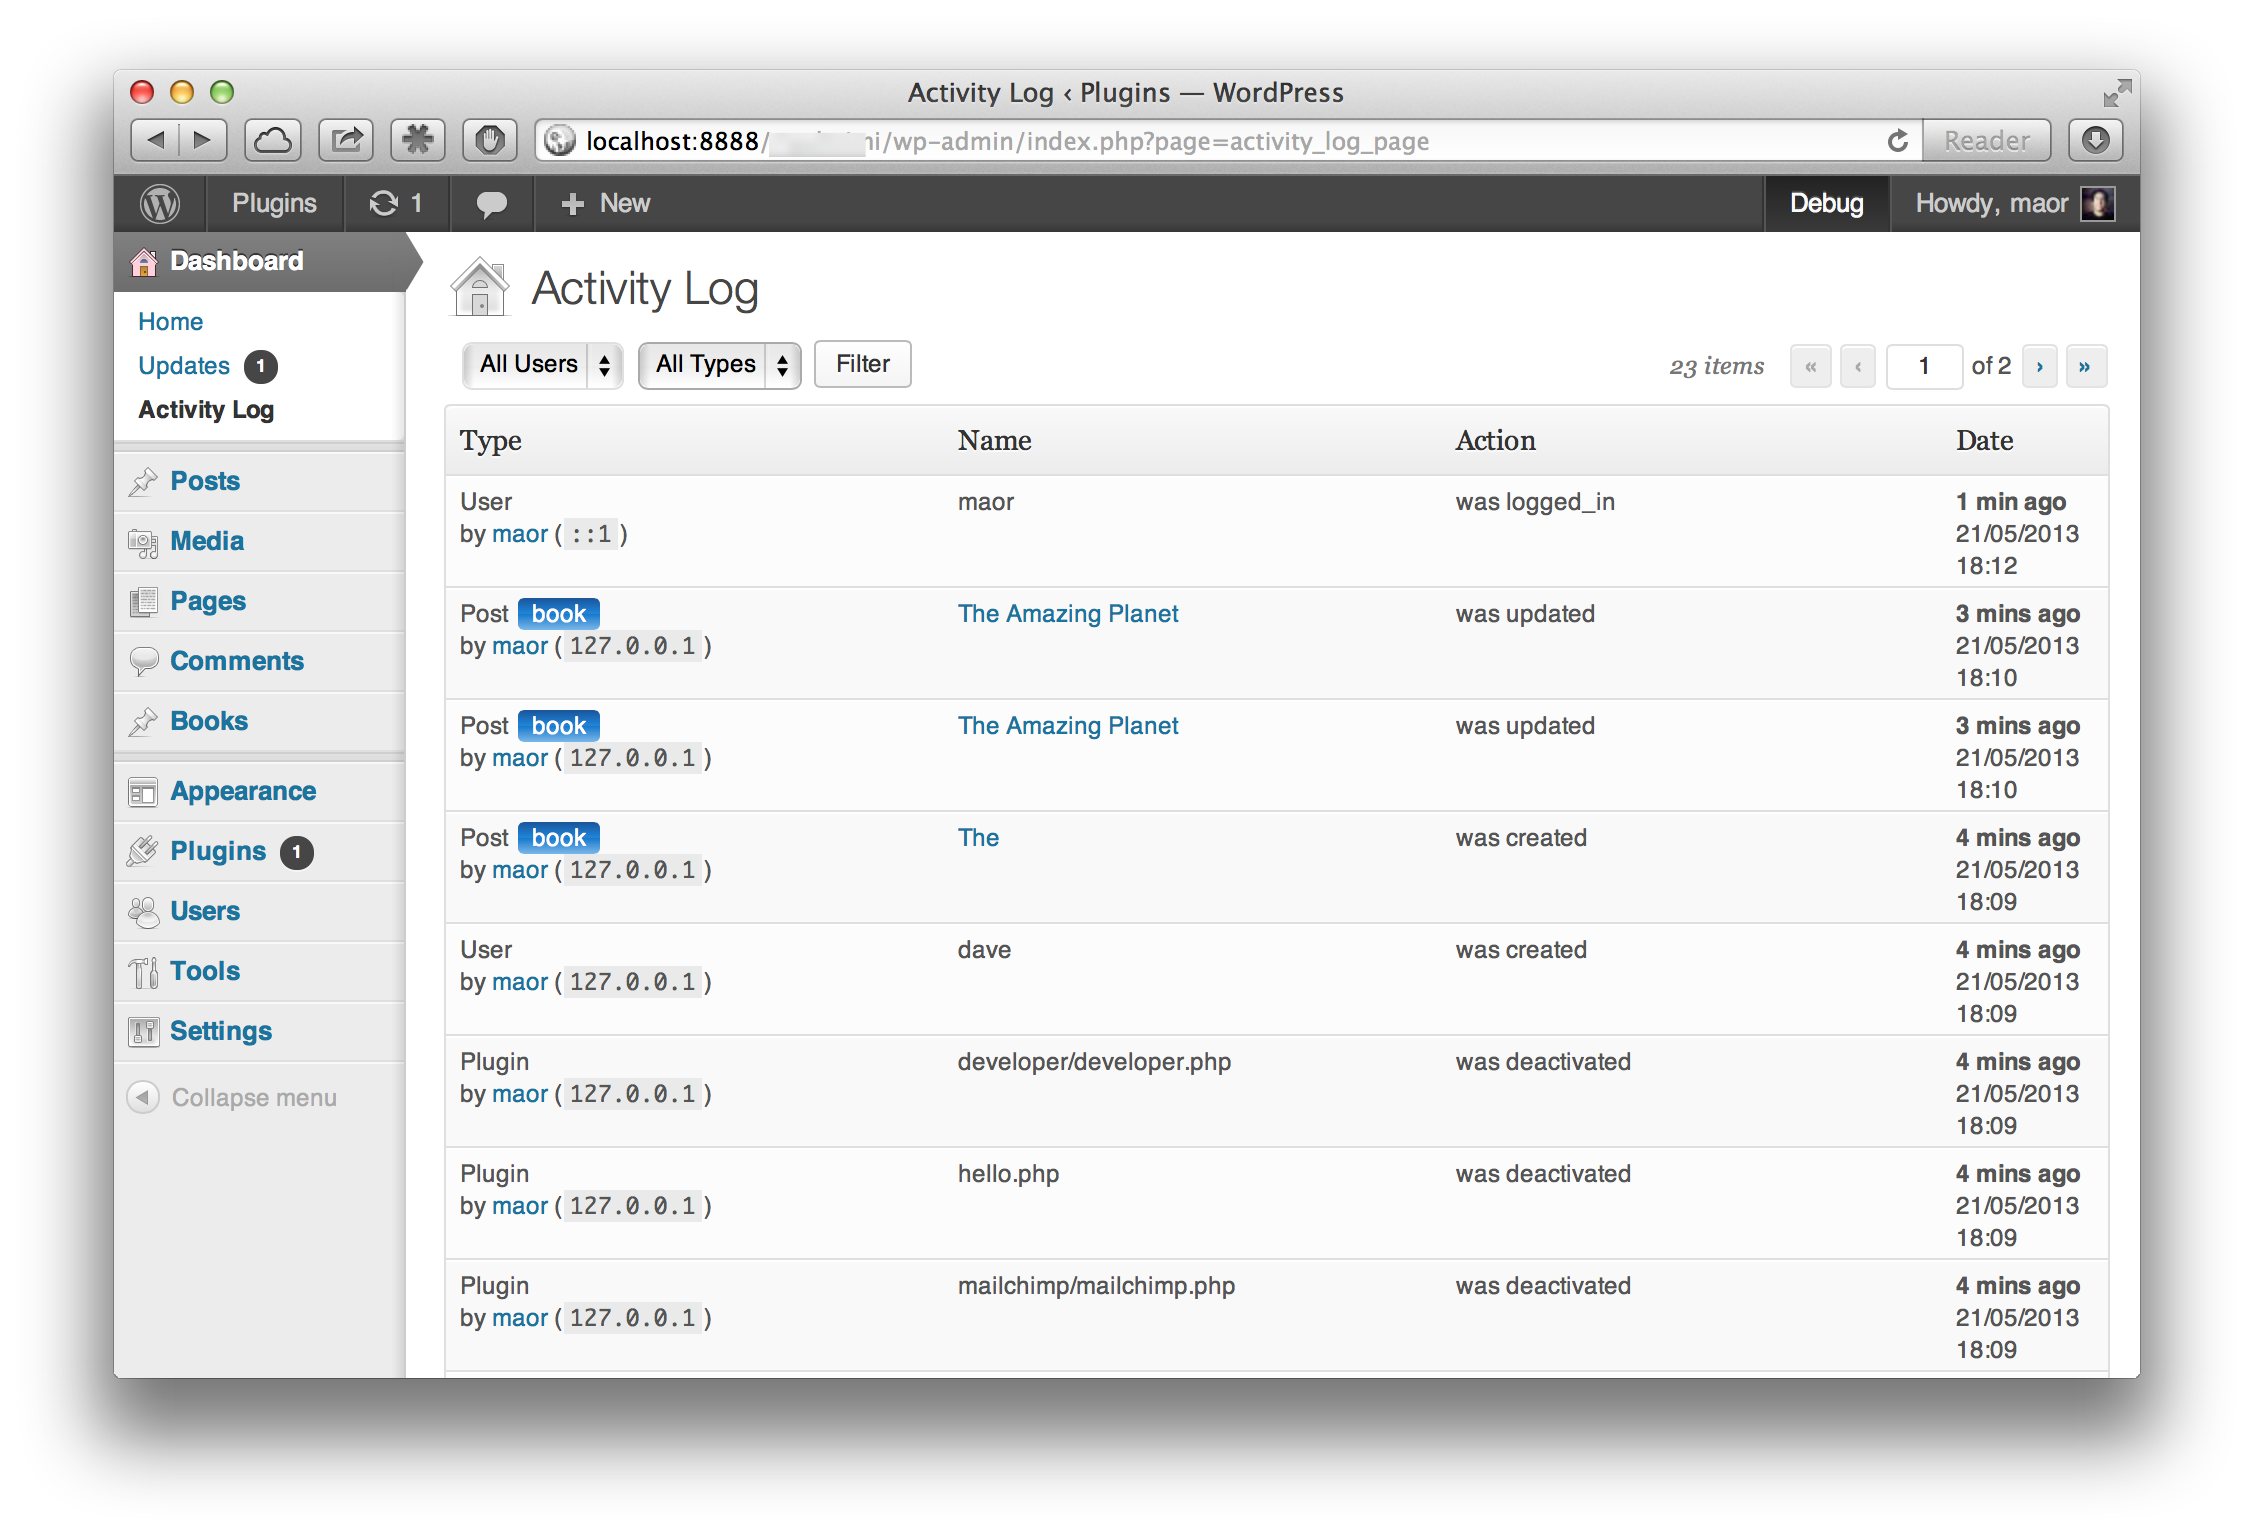 Activity Log ‹ Plugins — WordPress
localhost:8888/ ni/wp-admin/index.php?page=activity_log_page
Reader
Plugins 1 + New Debug Howdy, maor
Dashboard
Home
Updates 1
Activity Log
Posts
Media
Pages
Comments
Books
Appearance
Plugins 1
Users
Tools
Settings
Collapse menu
Activity Log
All Users All Types Filter 23 items « ‹ 1 of 2 › »
Type Name Action Date
User maor was logged_in 1 min ago
by maor (::1) 21/05/2013
18:12
Post book The Amazing Planet was updated 3 mins ago
by maor (127.0.0.1) 21/05/2013
18:10
Post book The Amazing Planet was updated 3 mins ago
by maor (127.0.0.1) 21/05/2013
18:10
Post book The was created 4 mins ago
by maor (127.0.0.1) 21/05/2013
18:09
User dave was created 4 mins ago
by maor (127.0.0.1) 21/05/2013
18:09
Plugin developer/developer.php was deactivated 4 mins ago
by maor (127.0.0.1) 21/05/2013
18:09
Plugin hello.php was deactivated 4 mins ago
by maor (127.0.0.1) 21/05/2013
18:09
Plugin mailchimp/mailchimp.php was deactivated 4 mins ago
by maor (127.0.0.1) 21/05/2013
18:09